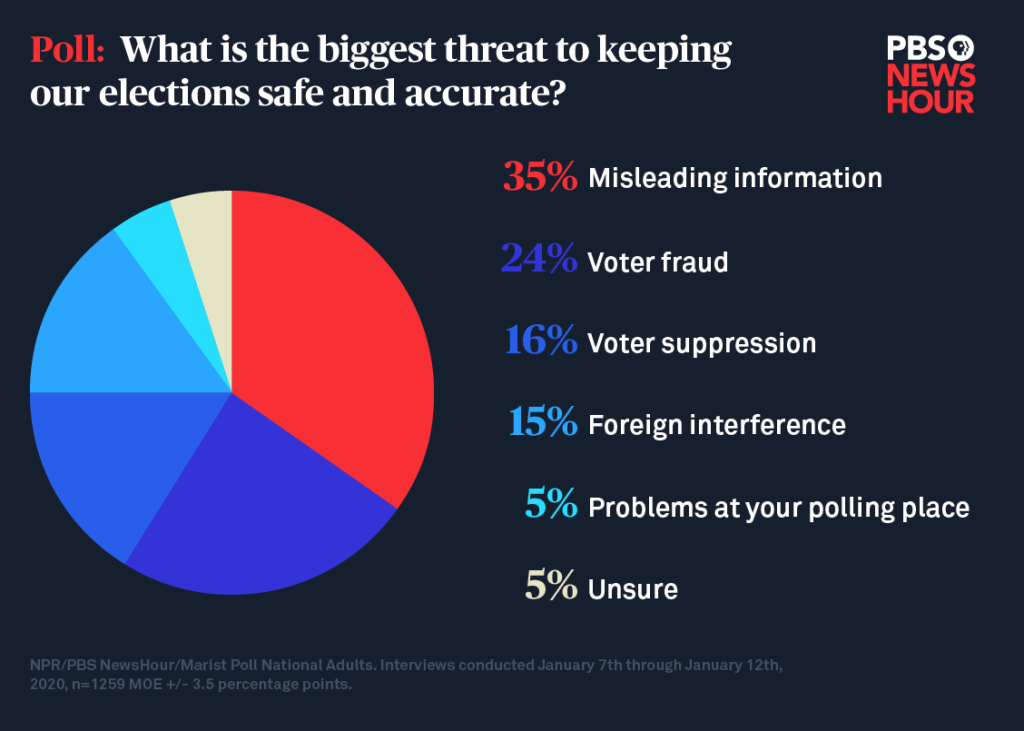 Poll: What is the biggest threat to keeping
our elections safe and accurate?
PBS
NEWS
HOUR
35% Misleading information
24% Voter fraud
16% Voter suppression
15% Foreign interference
5% Problems at your polling place
5% Unsure
NPR/PBS NewsHour/Marist Poll National Adults. Interviews conducted January 7th through January 12th,
2020, n=1259 MOE +/- 3.5 percentage points.